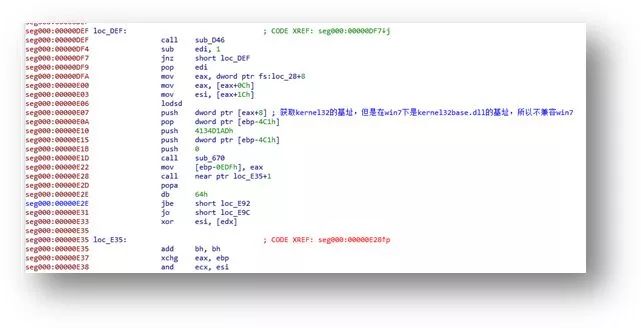 seg000:00000DEF loc_DEF: ; CODE XREF: seg000:00000DF7↓j
seg000:00000DEF call sub_D46
seg000:00000DF4 sub edi, 1
seg000:00000DF7 jnz short loc_DEF
seg000:00000DF9 pop edi
seg000:00000DFA mov eax, dword ptr fs:loc_28+8
seg000:00000E00 mov eax, [eax+0Ch]
seg000:00000E03 mov esi, [eax+1Ch]
seg000:00000E06 lodsd
seg000:00000E07 push dword ptr [eax+8] ; 获取kernel32的基址，但是在win7下是kernel32base.dll的基址，所以不兼容win7
seg000:00000E0A pop dword ptr [ebp-4C1h]
seg000:00000E10 push 4134D1ADh
seg000:00000E15 push dword ptr [ebp-4C1h]
seg000:00000E1B push 0
seg000:00000E1D call sub_670
seg000:00000E22 mov [ebp-0EDFh], eax
seg000:00000E28 call near ptr loc_E35+1
seg000:00000E2D popa
seg000:00000E2E db 64h
seg000:00000E2E jbe short loc_E92
seg000:00000E31 jo short loc_E9C
seg000:00000E33 xor esi, [edx]
seg000:00000E35
seg000:00000E35 loc_E35: ; CODE XREF: seg000:00000E28↑p
seg000:00000E35 add bh, bh
seg000:00000E37 xchg eax, ebp
seg000:00000E38 and ecx, esi